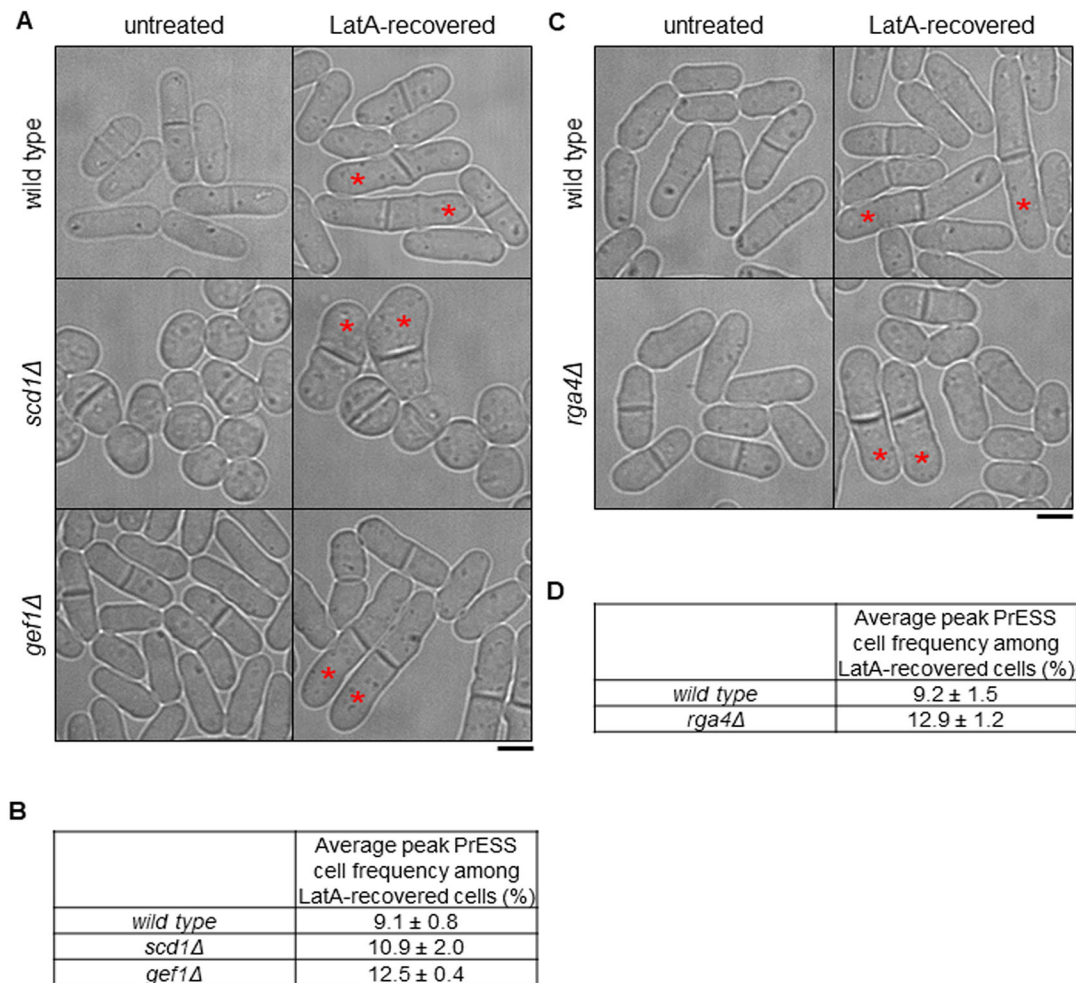 A
untreated
LatA-recovered
wild type
scd1Δ
gef1Δ
B
Average peak PrESS
cell frequency among
LatA-recovered cells (%)
wild type 9.1 ± 0.8
scd1Δ 10.9 ± 2.0
gef1Δ 12.5 ± 0.4
C
untreated
LatA-recovered
wild type
rga4Δ
D
Average peak PrESS
cell frequency among
LatA-recovered cells (%)
wild type 9.2 ± 1.5
rga4Δ 12.9 ± 1.2